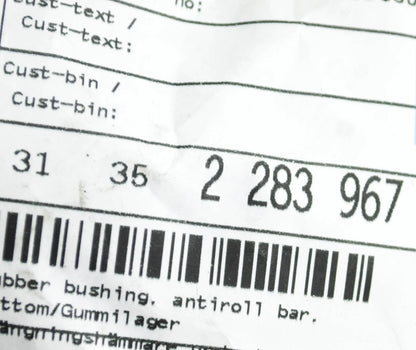 no:
Cust-text /
Cust-text:
Cust-bin /
Cust-bin:
31 35 2 283 967
bber bushing. antiroll bar.
ttom/Gummilager